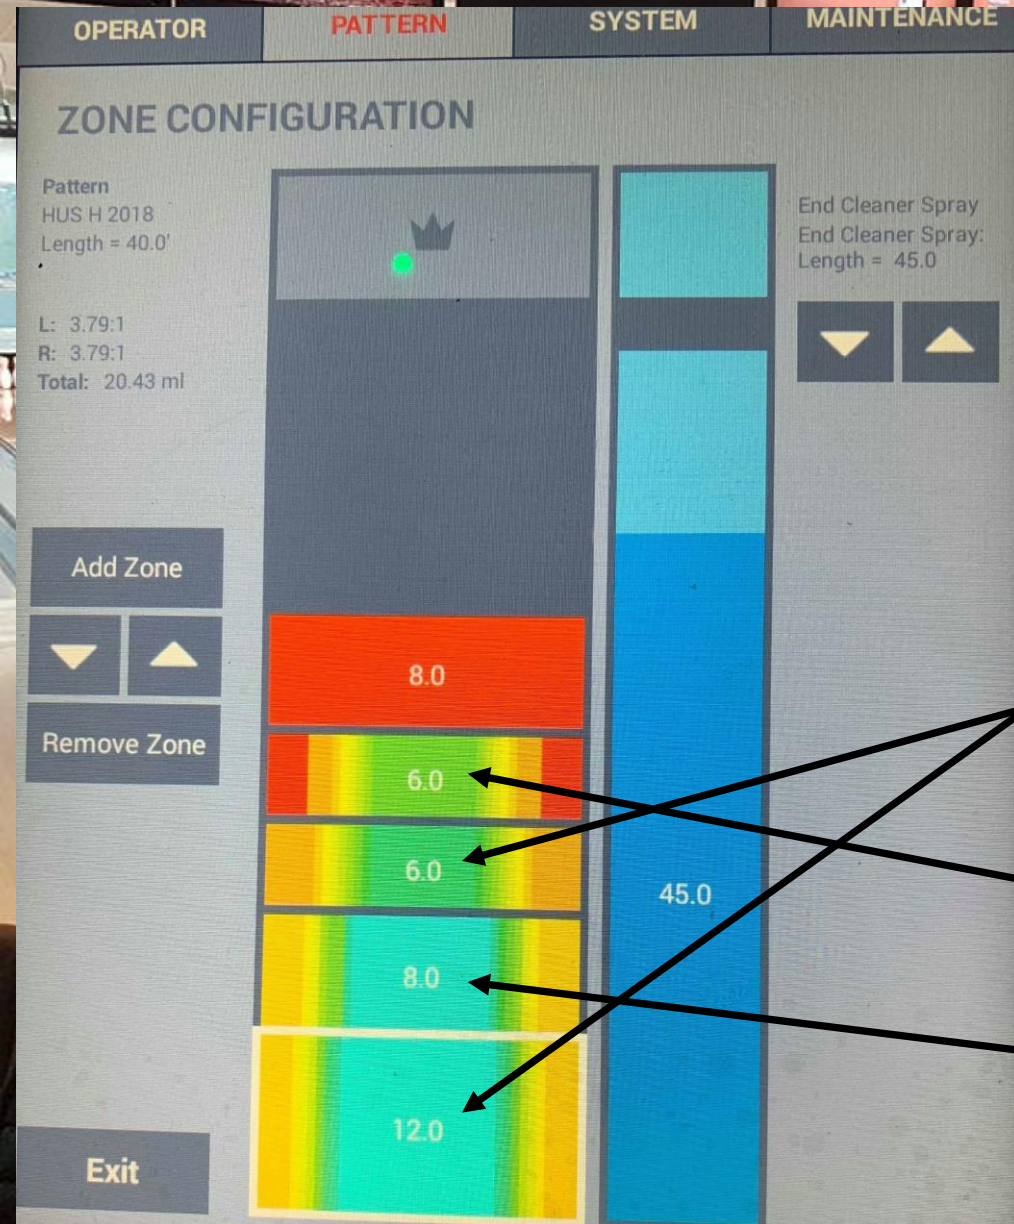 OPERATOR
PATTERN
SYSTEM
MAINTENANCE
ZONE CONFIGURATION
Pattern
HUS H 2018
Length = 40.0'
L: 3.79:1
R: 3.79:1
Total: 20.43 ml
End Cleaner Spray
End Cleaner Spray:
Length = 45.0
Add Zone
Remove Zone
Exit
8.0
6.0
6.0
8.0
12.0
45.0